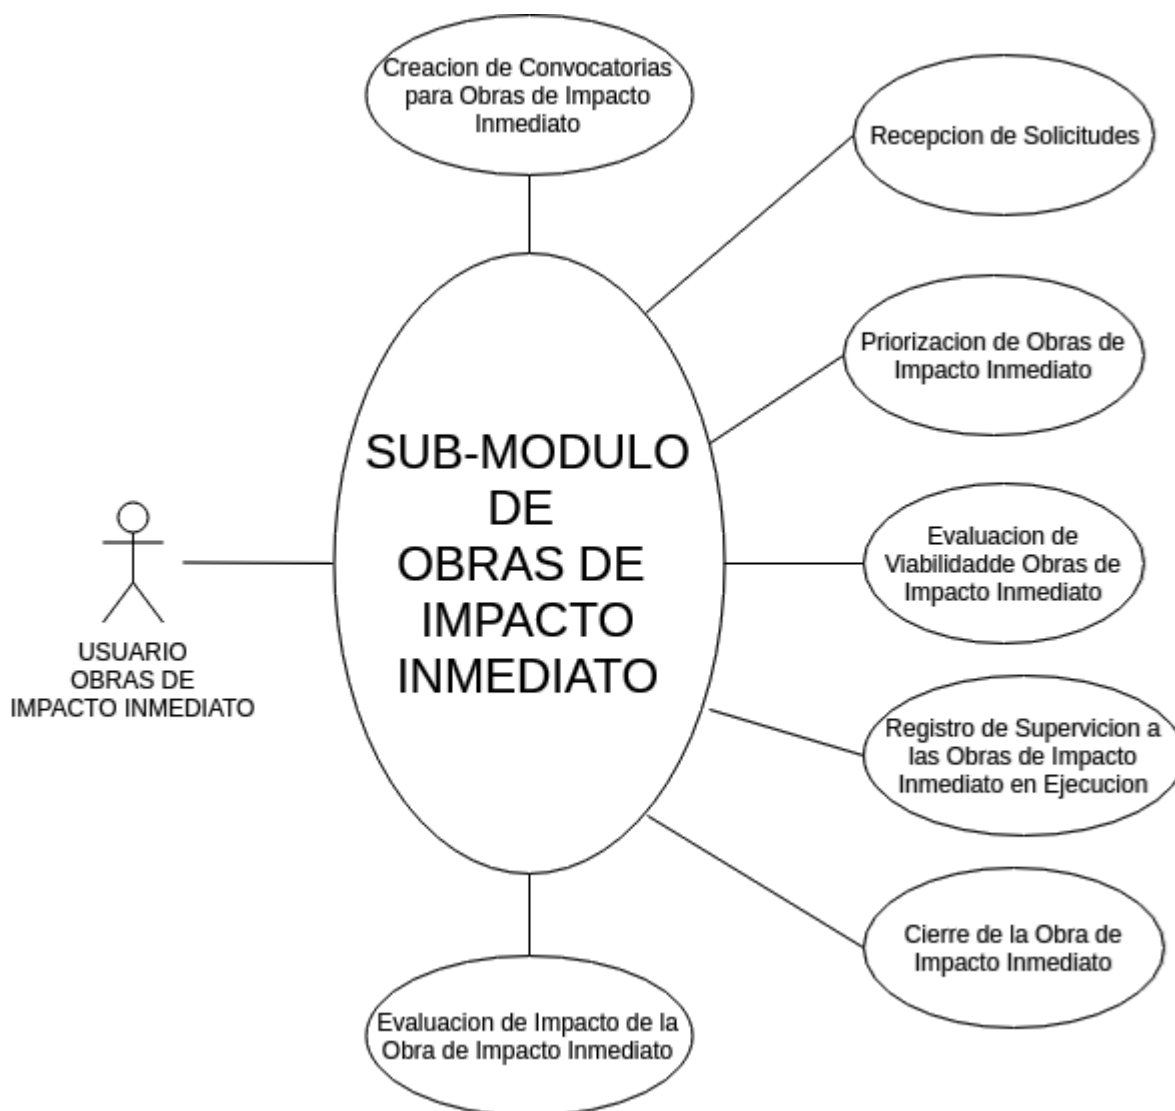 Creacion de Convocatorias
para Obras de Impacto
Inmediato
Recepcion de Solicitudes
Priorizacion de Obras de
Impacto Inmediato
SUB-MODULO
DE
OBRAS DE
IMPACTO
INMEDIATO
Evaluacion de
Viabilidadde Obras de
Impacto Inmediato
USUARIO
OBRAS DE
IMPACTO INMEDIATO
Registro de Supervicion a
las Obras de Impacto
Inmediato en Ejecucion
Cierre de la Obra de
Impacto Inmediato
Evaluacion de Impacto de la
Obra de Impacto Inmediato